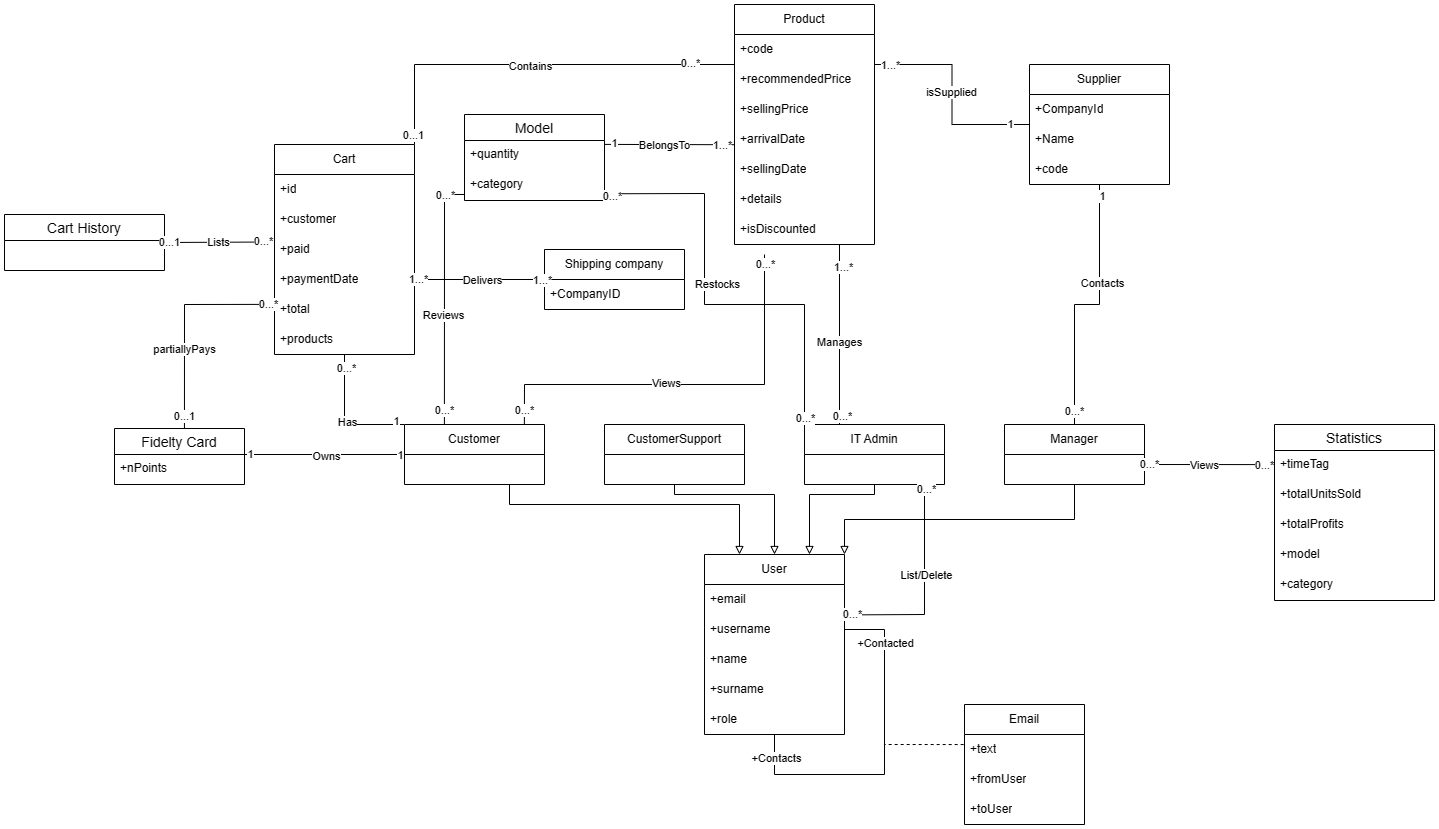 Product
+code
+recommendedPrice
+sellingPrice
+arrivalDate
+sellingDate
+details
+isDiscounted
Contains
0...*
0...1
1...*
isSupplied
1
Supplier
+CompanyId
+Name
+code
Model
+quantity
+category
1
BelongsTo
1...*
0...*
0...*
Cart
+id
+customer
+paid
+paymentDate
+total
+products
Cart History
0...1
Lists
0...*
1...*
Delivers
1...*
Shipping company
+CompanyID
0...*
1...*
Restocks
1
Contacts
0...*
Reviews
0...*
partiallyPays
0...*
0...1
Manages
Views
0...*
0...*
0...*
0...*
Has
1
Fidelty Card
+nPoints
1
Owns
1
Customer
CustomerSupport
IT Admin
Manager
0...*
Views
0...*
Statistics
+timeTag
+totalUnitsSold
+totalProfits
+model
+category
0...*
List/Delete
0...*
User
+email
+username
+name
+surname
+role
+Contacted
+Contacts
Email
+text
+fromUser
+toUser